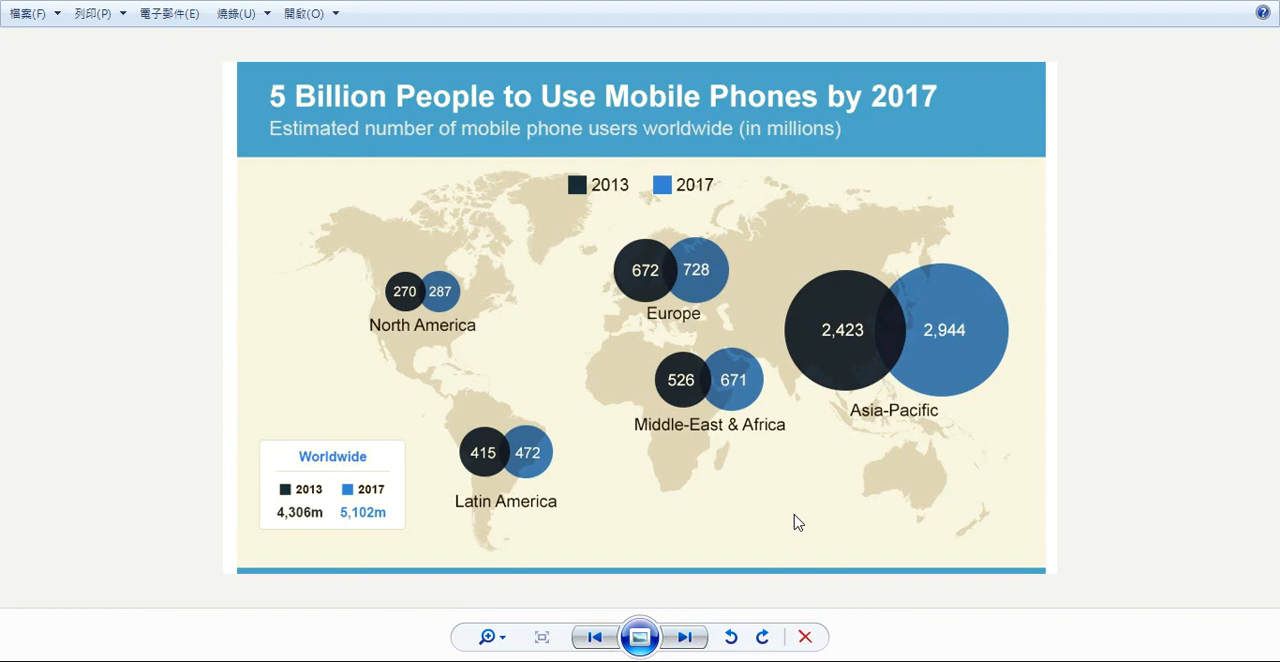 檔案(F) 列印(P) 電子郵件(E) 燒錄(U) 開啟(O)
5 Billion People to Use Mobile Phones by 2017
Estimated number of mobile phone users worldwide (in millions)
2013 2017
672 728
Europe
270 287
North America
2,423 2,944
Asia-Pacific
526 671
Middle-East & Africa
415 472
Latin America
Worldwide
2013 2017
4,306m 5,102m